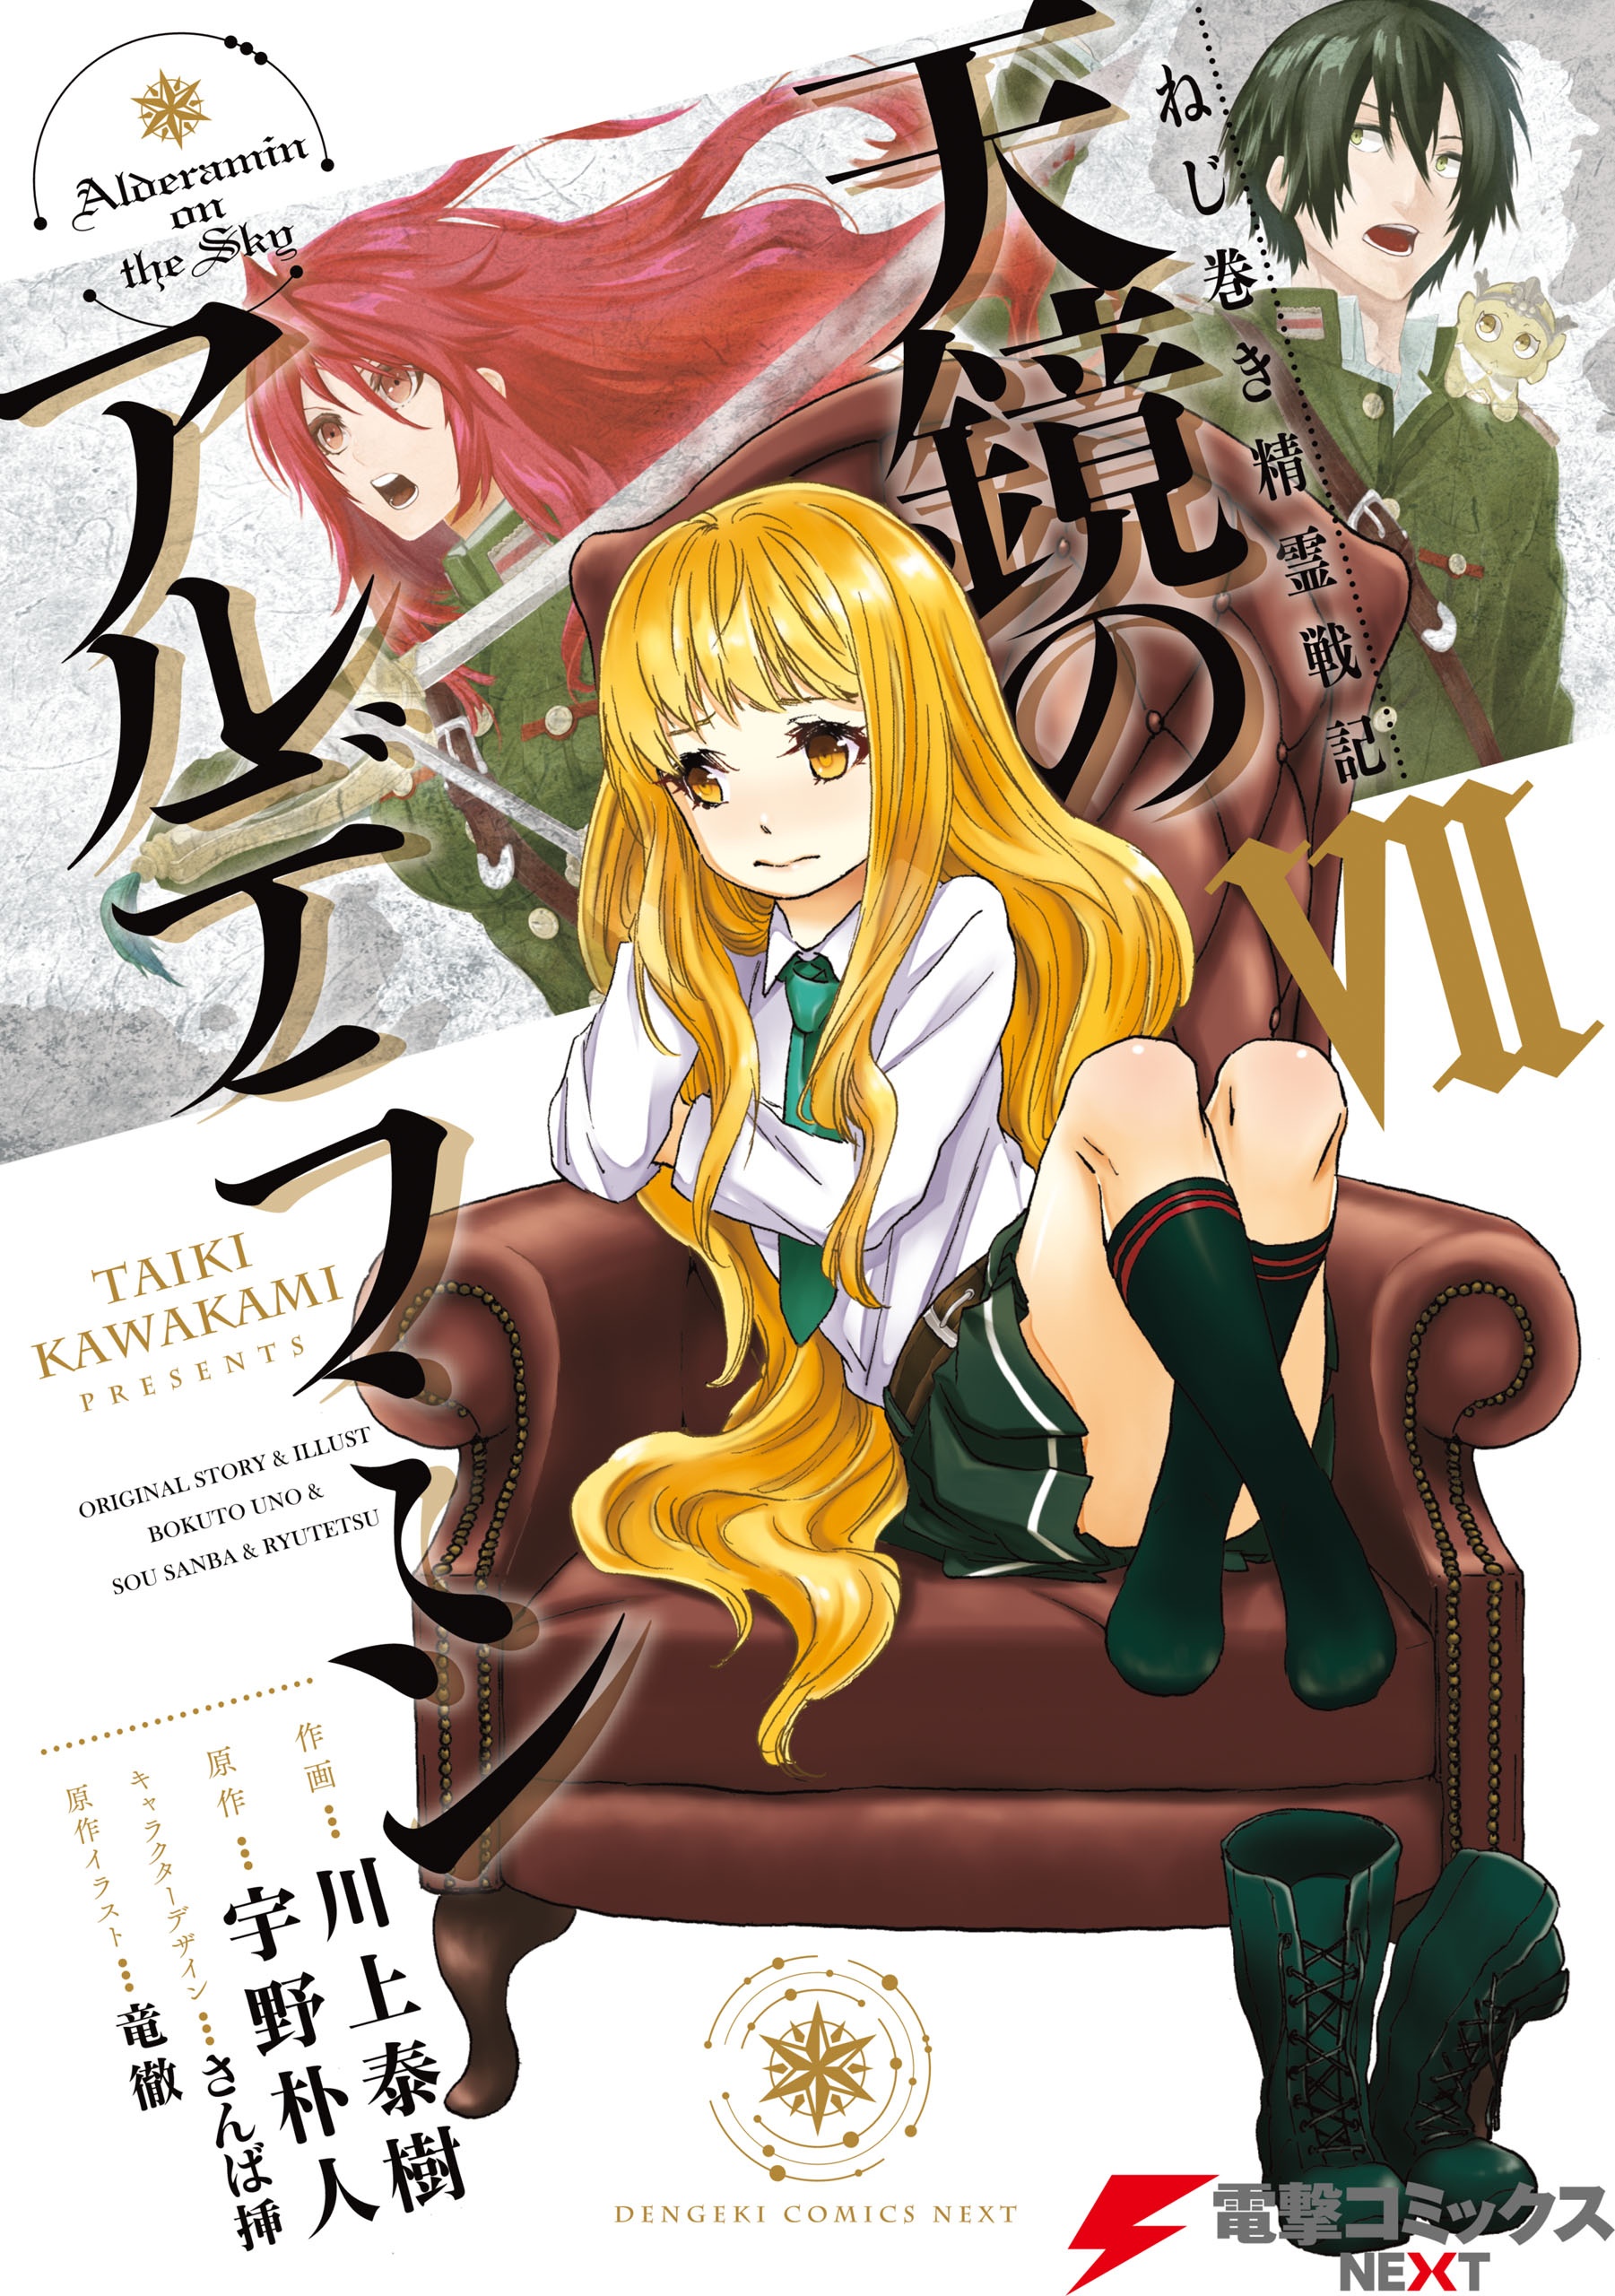 Alderamin
on
the Sky
ねじ巻き精霊戦記
天鏡の
アルデラミン
VII
TAIKI
KAWAKAMI
PRESENTS
ORIGINAL STORY & ILLUST
BOKUTO UNO &
SOU SANBA & RYUTETSU
作画…川上泰樹
原作…宇野朴人
キャラクターデザイン…さんば挿
原作イラスト…竜徹
DENGEKI COMICS NEXT
電撃コミックス
NEXT